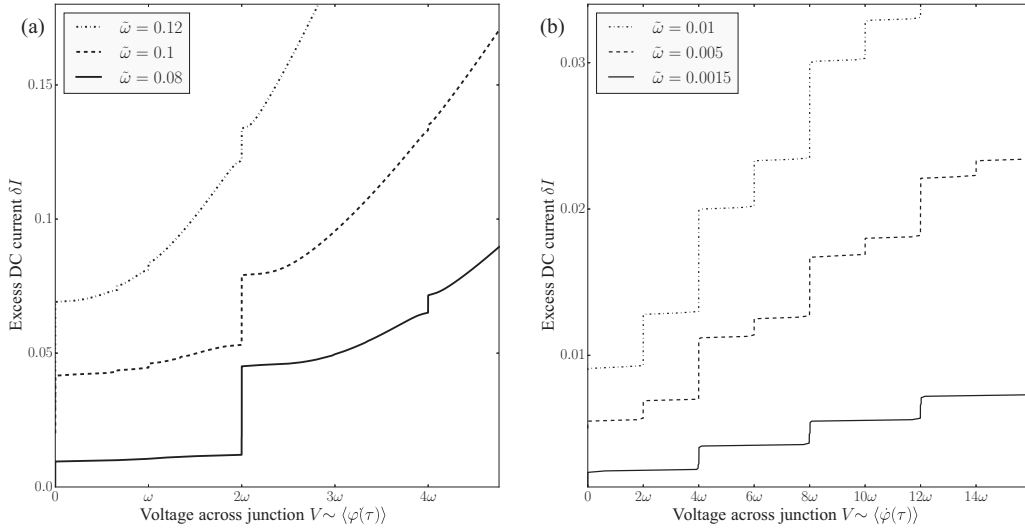 (a)
ω̃ = 0.12
ω̃ = 0.1
ω̃ = 0.08
0.15
0.1
0.05
0.0
Excess DC current δI
0 ω 2ω 3ω 4ω
Voltage across junction V ~ ⟨φ̇(τ)⟩
(b)
ω̃ = 0.01
ω̃ = 0.005
ω̃ = 0.0015
0.03
0.02
0.01
Excess DC current δI
0 2ω 4ω 6ω 8ω 10ω 12ω 14ω
Voltage across junction V ~ ⟨φ̇(τ)⟩